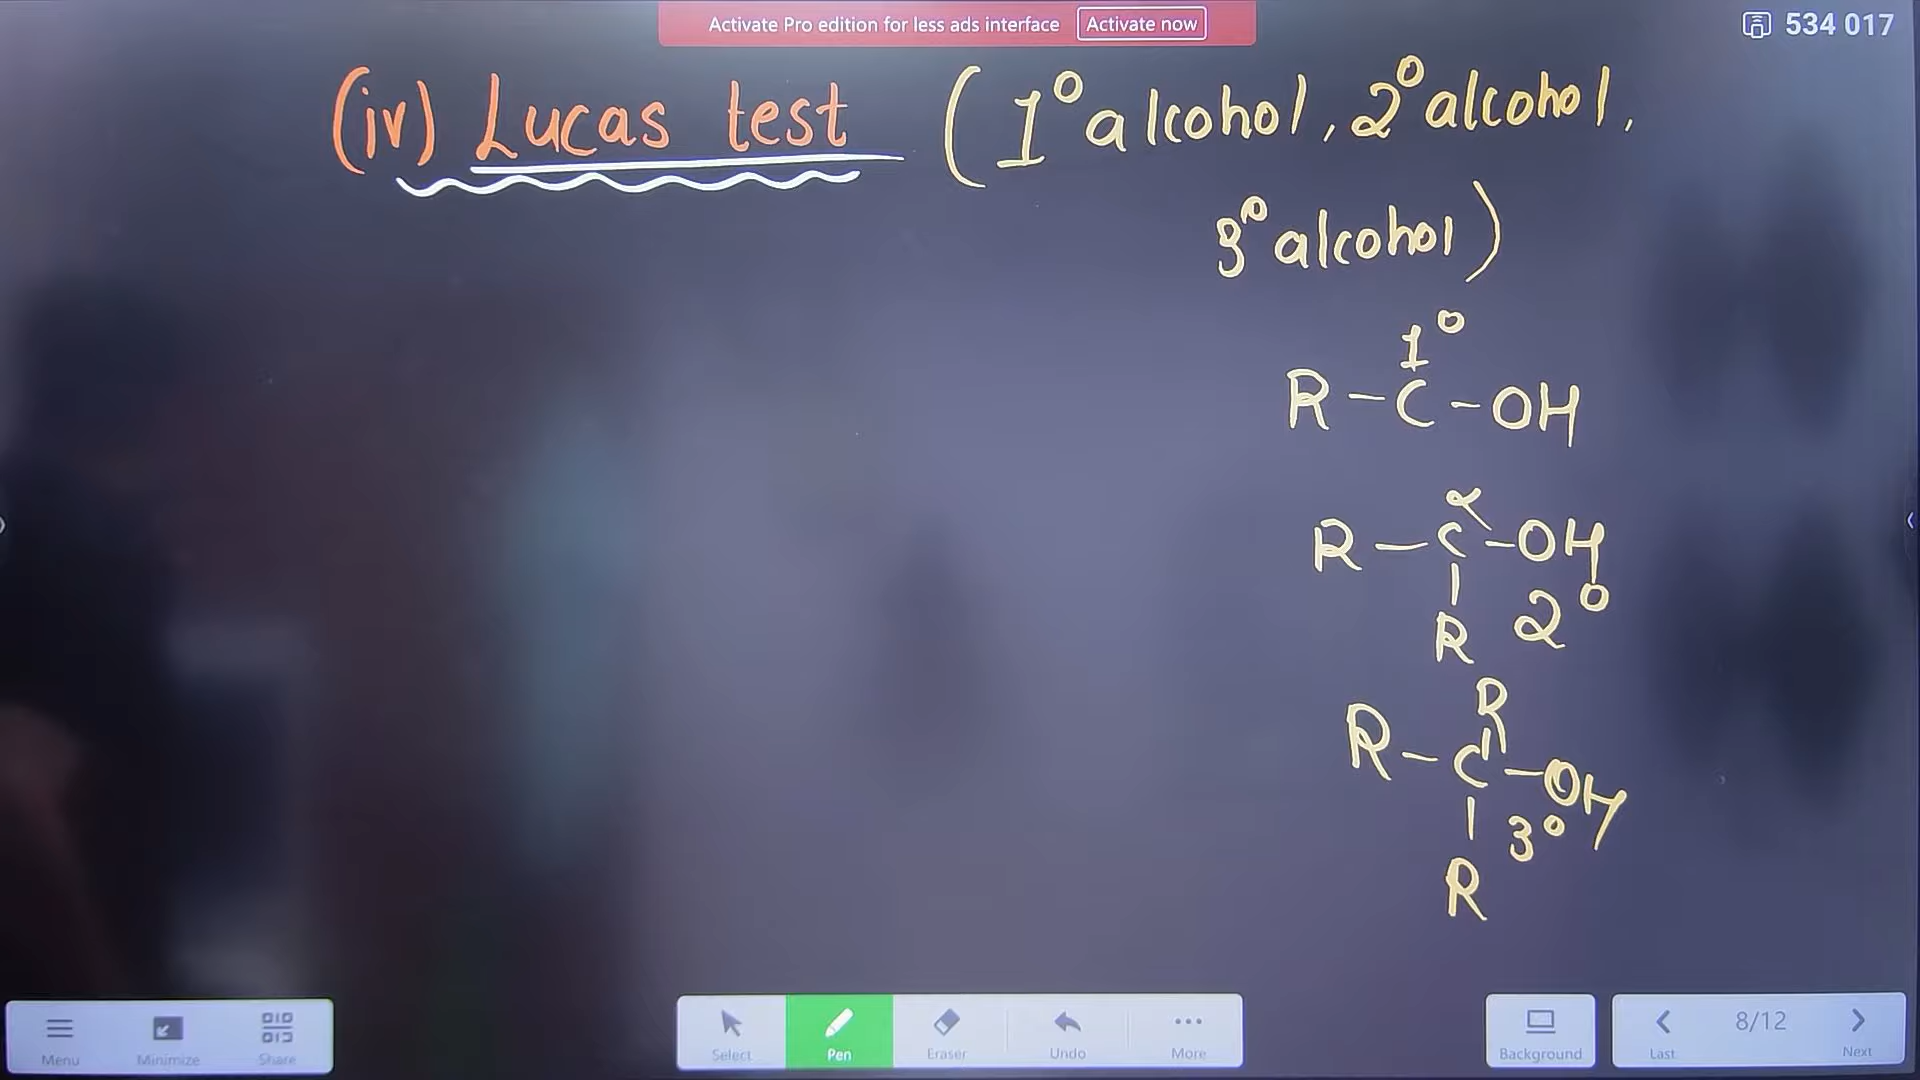 Activate Pro edition for less ads interface Activate now
534 017
(iv) Lucas test (1° alcohol, 2° alcohol,
3° alcohol)
1°
R - C - OH
α
R - C - OH
R 2°
R
R - C - OH
3°
R
Menu Minimize Share
Select Pen Eraser Undo More
Background
8/12
Last Next